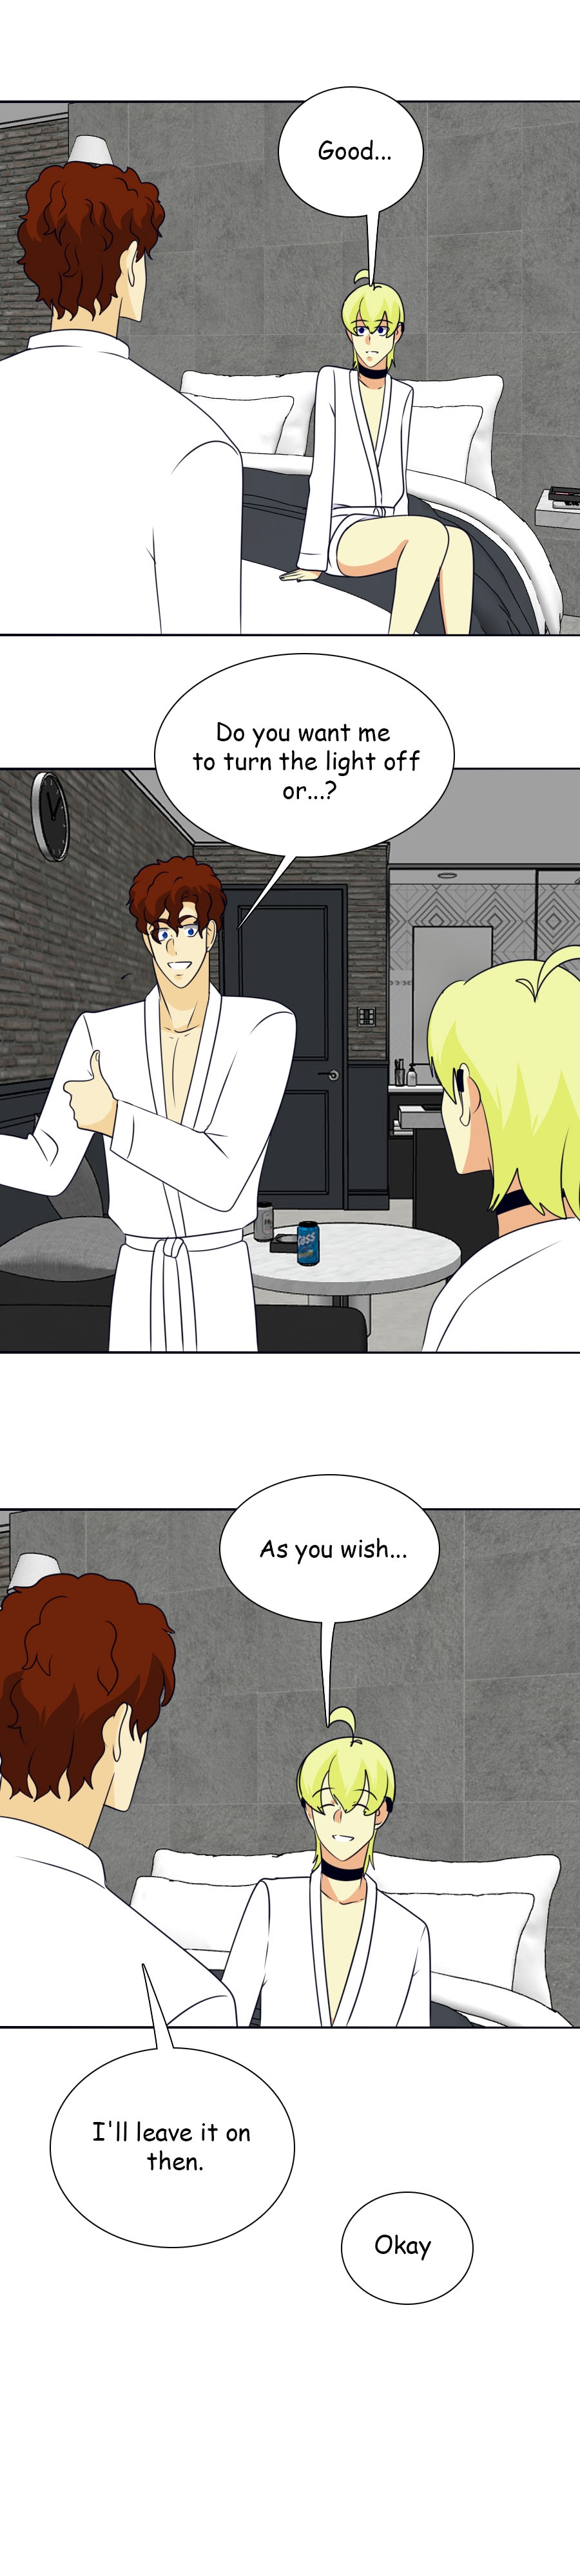 Good...
Do you want me
to turn the light off
or...?
As you wish...
I'll leave it on
then.
Okay